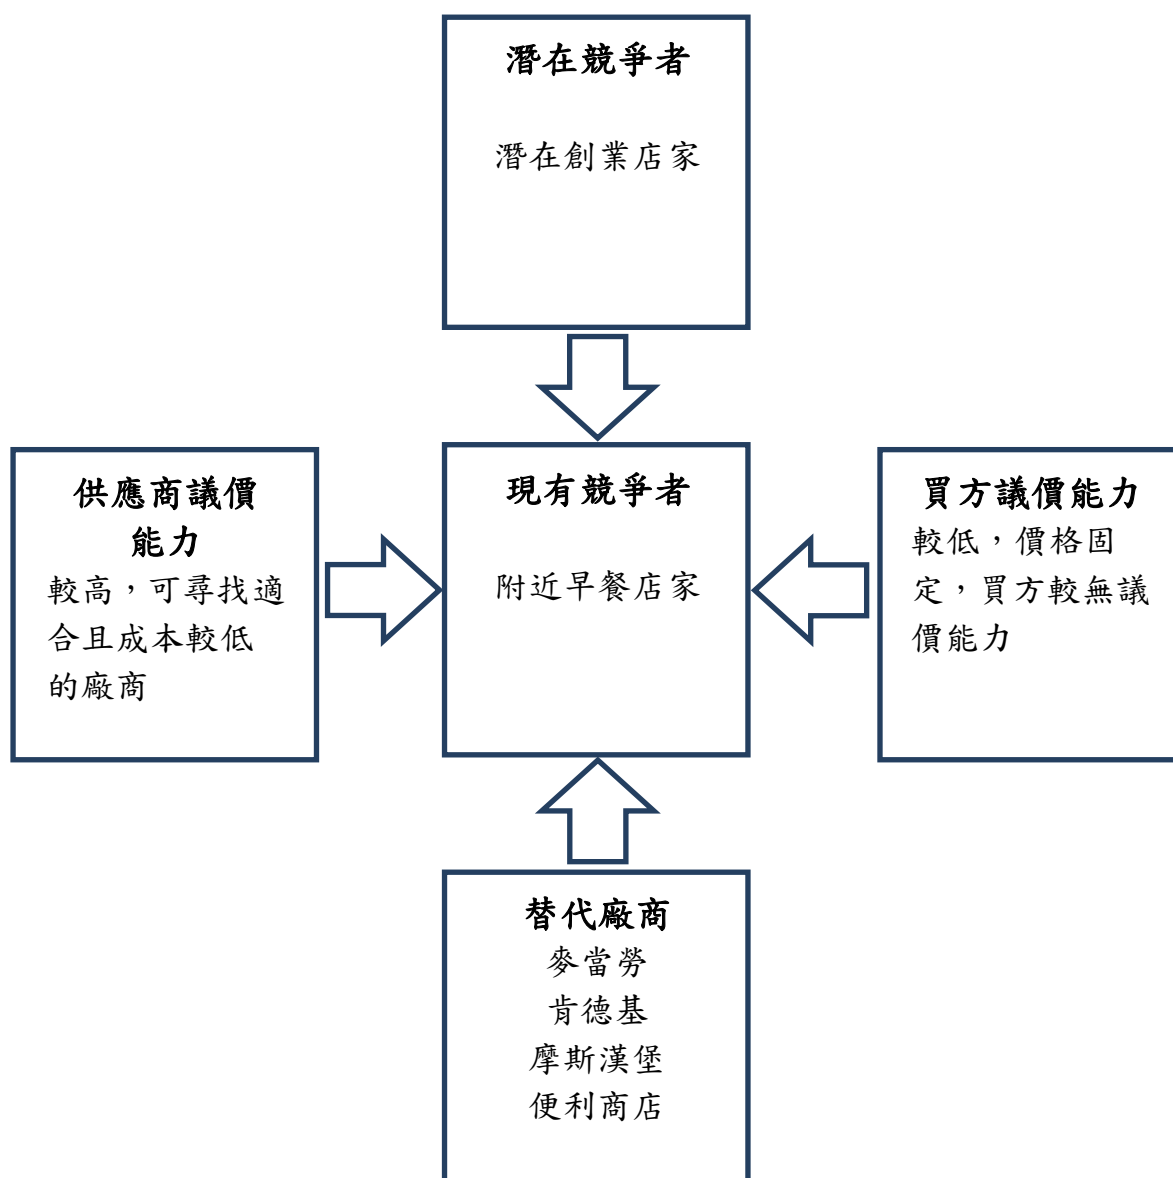 潛在競爭者
潛在創業店家
供應商議價
能力
較高，可尋找適
合且成本較低
的廠商
現有競爭者
附近早餐店家
買方議價能力
較低，價格固
定，買方較無議
價能力
替代廠商
麥當勞
肯德基
摩斯漢堡
便利商店